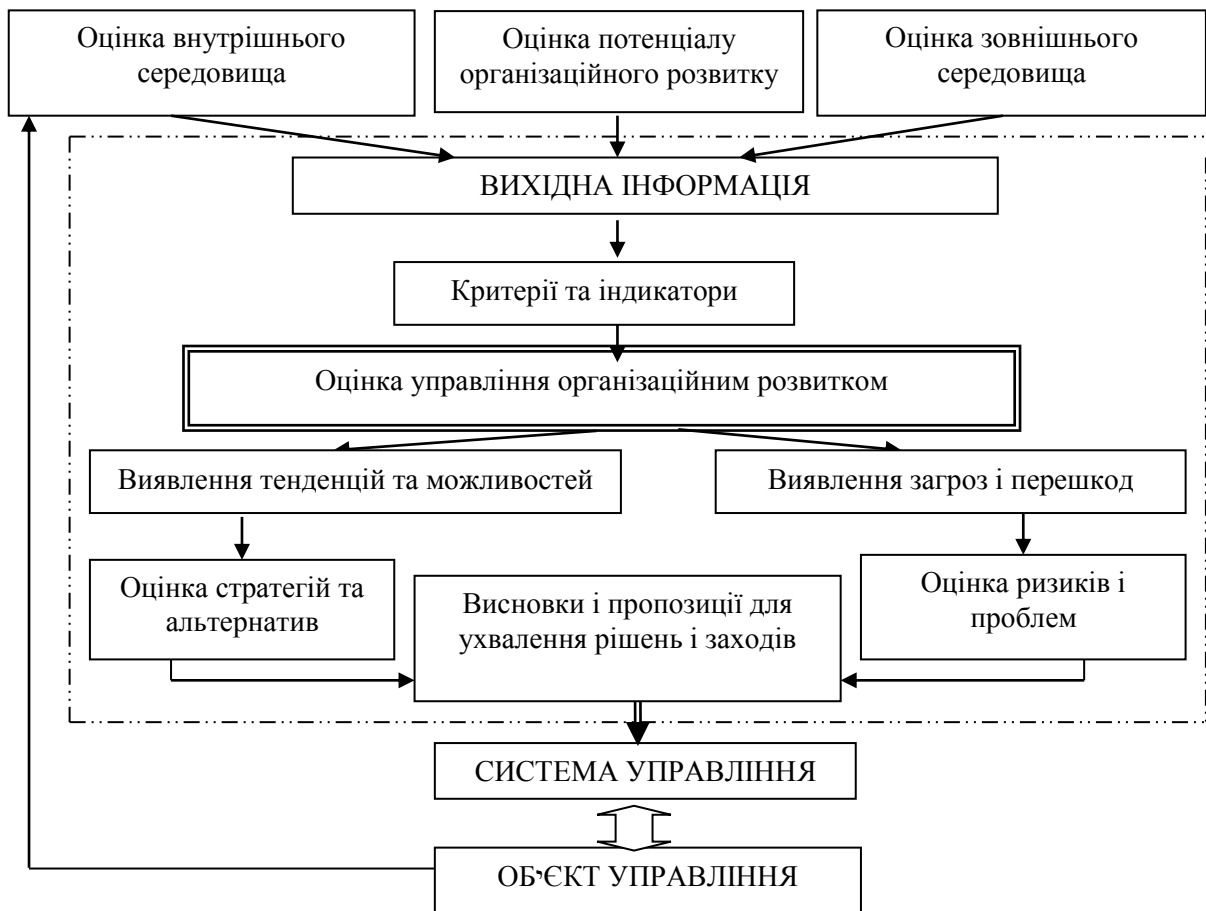 Оцінка внутрішнього
середовища
Оцінка потенціалу
організаційного розвитку
Оцінка зовнішнього
середовища
ВИХІДНА ІНФОРМАЦІЯ
Критерії та індикатори
Оцінка управління організаційним розвитком
Виявлення тенденцій та можливостей
Виявлення загроз і перешкод
Оцінка стратегій та
альтернатив
Висновки і пропозиції для
ухвалення рішень і заходів
Оцінка ризиків і
проблем
СИСТЕМА УПРАВЛІННЯ
ОБ'ЄКТ УПРАВЛІННЯ